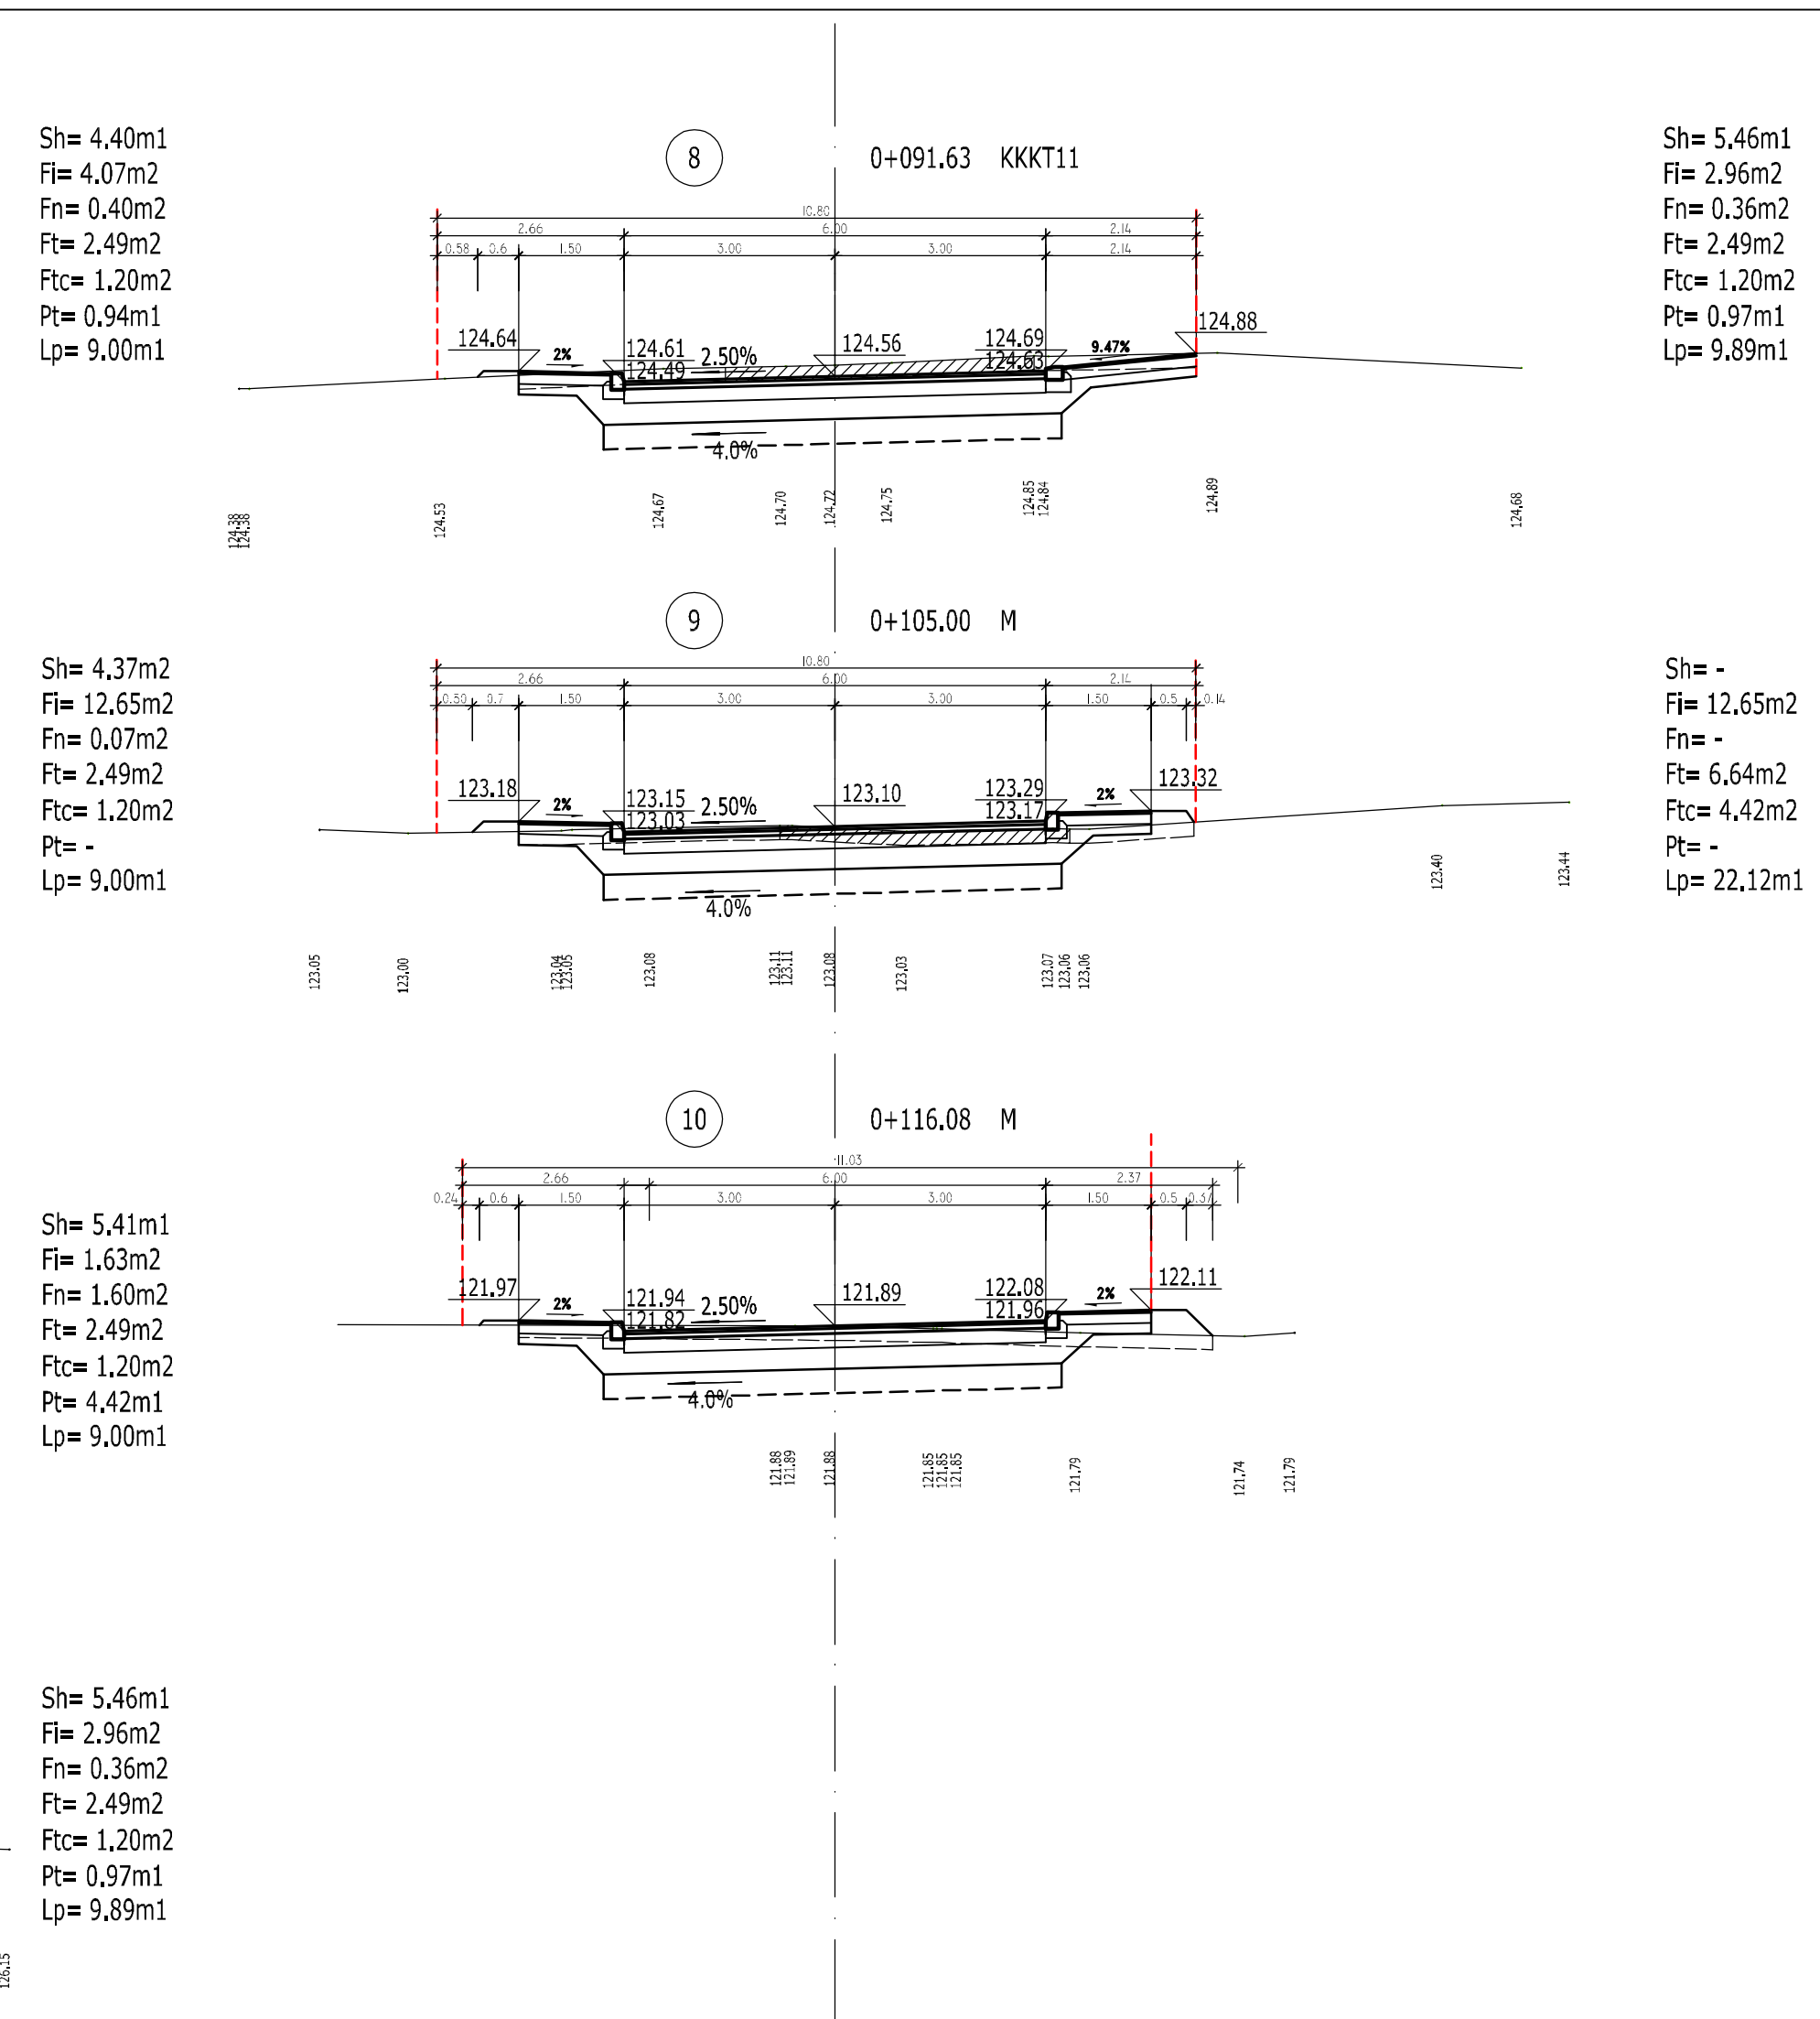 Sh= 4.40m1
Fi= 4.07m2
Fn= 0.40m2
Ft= 2.49m2
Ftc= 1.20m2
Pt= 0.94m1
Lp= 9.00m1
8 0+091.63 KKKT11
10.80
2.66 6.00 2.14
0.58 0.6 1.50 3.00 3.00 2.14
124.64 2% 124.61 2.50% 124.56 124.69 9.47% 124.88
124.49 124.63
4.0%
124.38 124.38 124.53 124.67 124.70 124.72 124.75 124.85 124.84 124.89 124.68
Sh= 5.46m1
Fi= 2.96m2
Fn= 0.36m2
Ft= 2.49m2
Ftc= 1.20m2
Pt= 0.97m1
Lp= 9.89m1
Sh= 4.37m2
Fi= 12.65m2
Fn= 0.07m2
Ft= 2.49m2
Ftc= 1.20m2
Pt= -
Lp= 9.00m1
9 0+105.00 M
10.80
2.66 6.00 2.14
0.50 0.7 1.50 3.00 3.00 1.50 0.5 0.14
123.18 2% 123.15 2.50% 123.10 123.29 2% 123.32
123.03 123.17
4.0%
123.05 123.00 123.04 123.05 123.08 123.11 123.11 123.08 123.03 123.07 123.06 123.06 123.40 123.44
Sh= -
Fi= 12.65m2
Fn= -
Ft= 6.64m2
Ftc= 4.42m2
Pt= -
Lp= 22.12m1
Sh= 5.41m1
Fi= 1.63m2
Fn= 1.60m2
Ft= 2.49m2
Ftc= 1.20m2
Pt= 4.42m1
Lp= 9.00m1
10 0+116.08 M
11.03
2.66 6.00 2.37
0.24 0.6 1.50 3.00 3.00 1.50 0.5 0.37
121.97 2% 121.94 2.50% 121.89 122.08 2% 122.11
121.82 121.96
4.0%
121.88 121.89 121.88 121.85 121.85 121.85 121.79 121.74 121.79
Sh= 5.46m1
Fi= 2.96m2
Fn= 0.36m2
Ft= 2.49m2
Ftc= 1.20m2
Pt= 0.97m1
Lp= 9.89m1
126.15